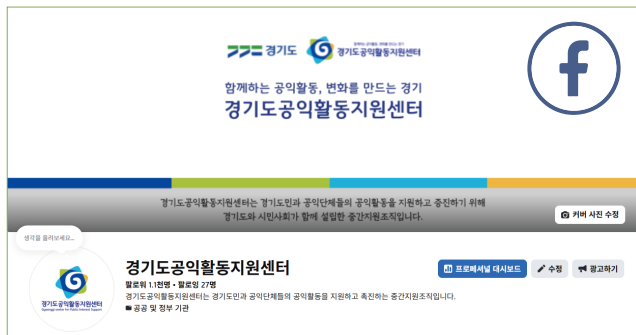 경기도 경기도공익활동지원센터
함께하는 공익활동, 변화를 만드는 경기
경기도공익활동지원센터
경기도공익활동지원센터는 경기도민과 공익단체들의 공익활동을 지원하고 증진하기 위해
경기도와 시민사회가 함께 설립한 중간지원조직입니다.
커버 사진 수정
생각을 올려보세요...
경기도공익활동지원센터
Gyeonggi center for Public Interest Support
경기도공익활동지원센터
팔로워 1.1천명 • 팔로잉 27명
경기도공익활동지원센터는 경기도민과 공익단체들의 공익활동을 지원하고 촉진하는 중간지원조직입니다.
공공 및 정부 기관
프로페셔널 대시보드 수정 광고하기